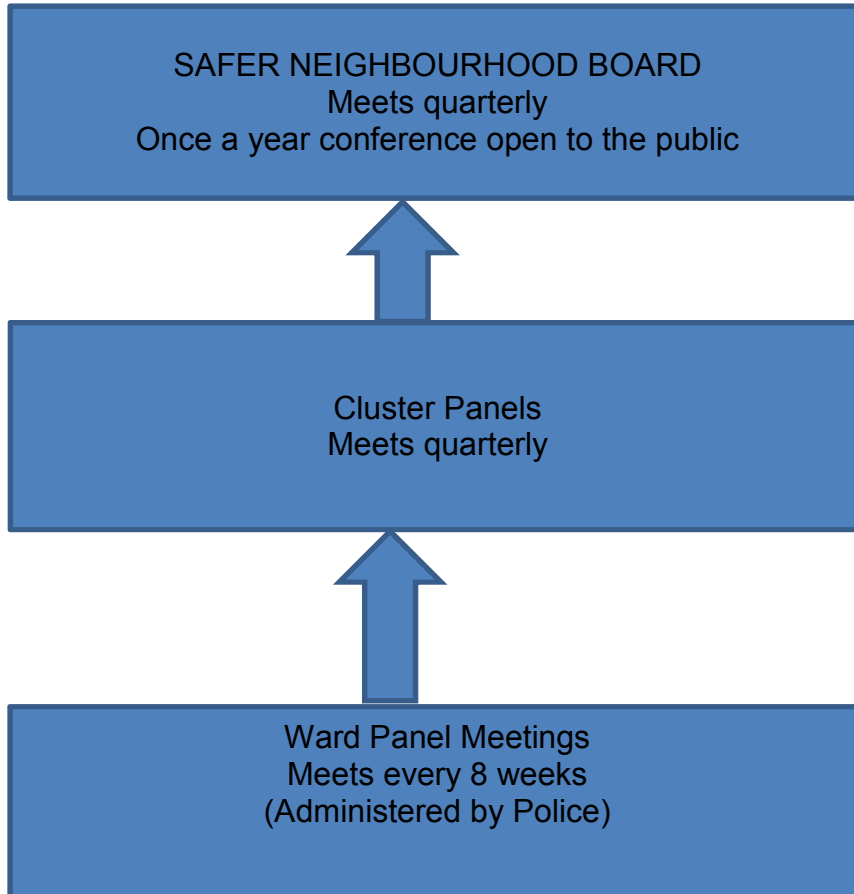 SAFER NEIGHBOURHOOD BOARD
Meets quarterly
Once a year conference open to the public
Cluster Panels
Meets quarterly
Ward Panel Meetings
Meets every 8 weeks
(Administered by Police)